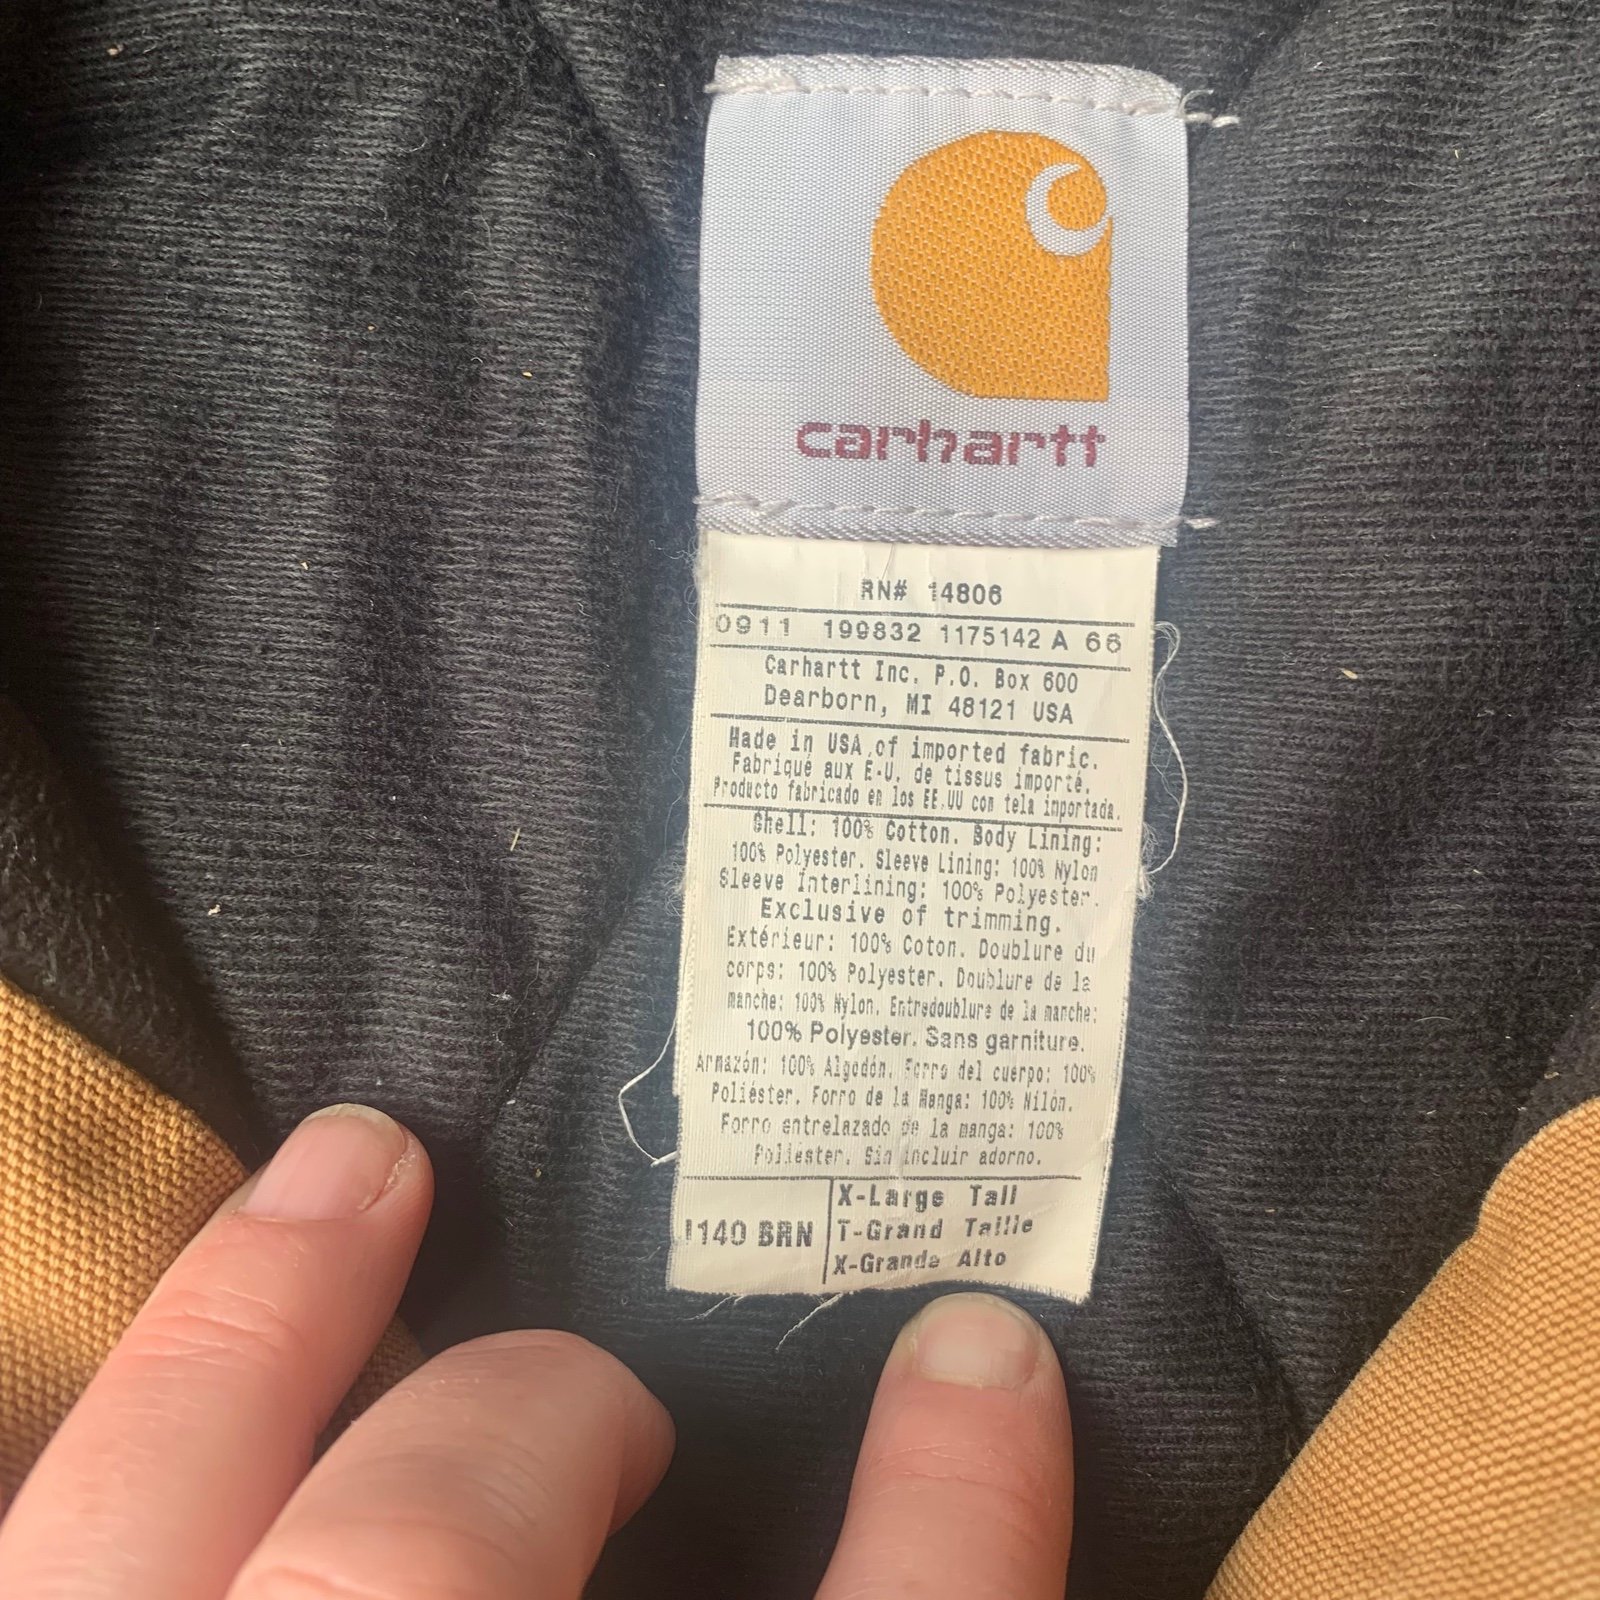 carhartt
RN# 14806
0911 199832 1175142 A 66
Carhartt Inc. P.O. Box 600
Dearborn, MI 48121 USA
Made in USA of imported fabric.
Fabriqué aux E-U. de tissus importé.
Producto fabricado en los EE.UU con tela importada.
Shell: 100% Cotton. Body Lining:
100% Polyester. Sleeve Lining: 100% Nylon
Sleeve Interlining: 100% Polyester.
Exclusive of trimming.
Extérieur: 100% Coton. Doublure du
corps: 100% Polyester. Doublure de la
manche: 100% Nylon. Entredoublure de la manche:
100% Polyester. Sans garniture.
Armazón: 100% Algodón. Forro del cuerpo: 100%
Poliéster. Forro de la Manga: 100% Nilón.
Forro entrelazado de la manga: 100%
Poliéster. Sin incluir adorno.
J140 BRN
X-Large Tall
T-Grand Taille
X-Grande Alto